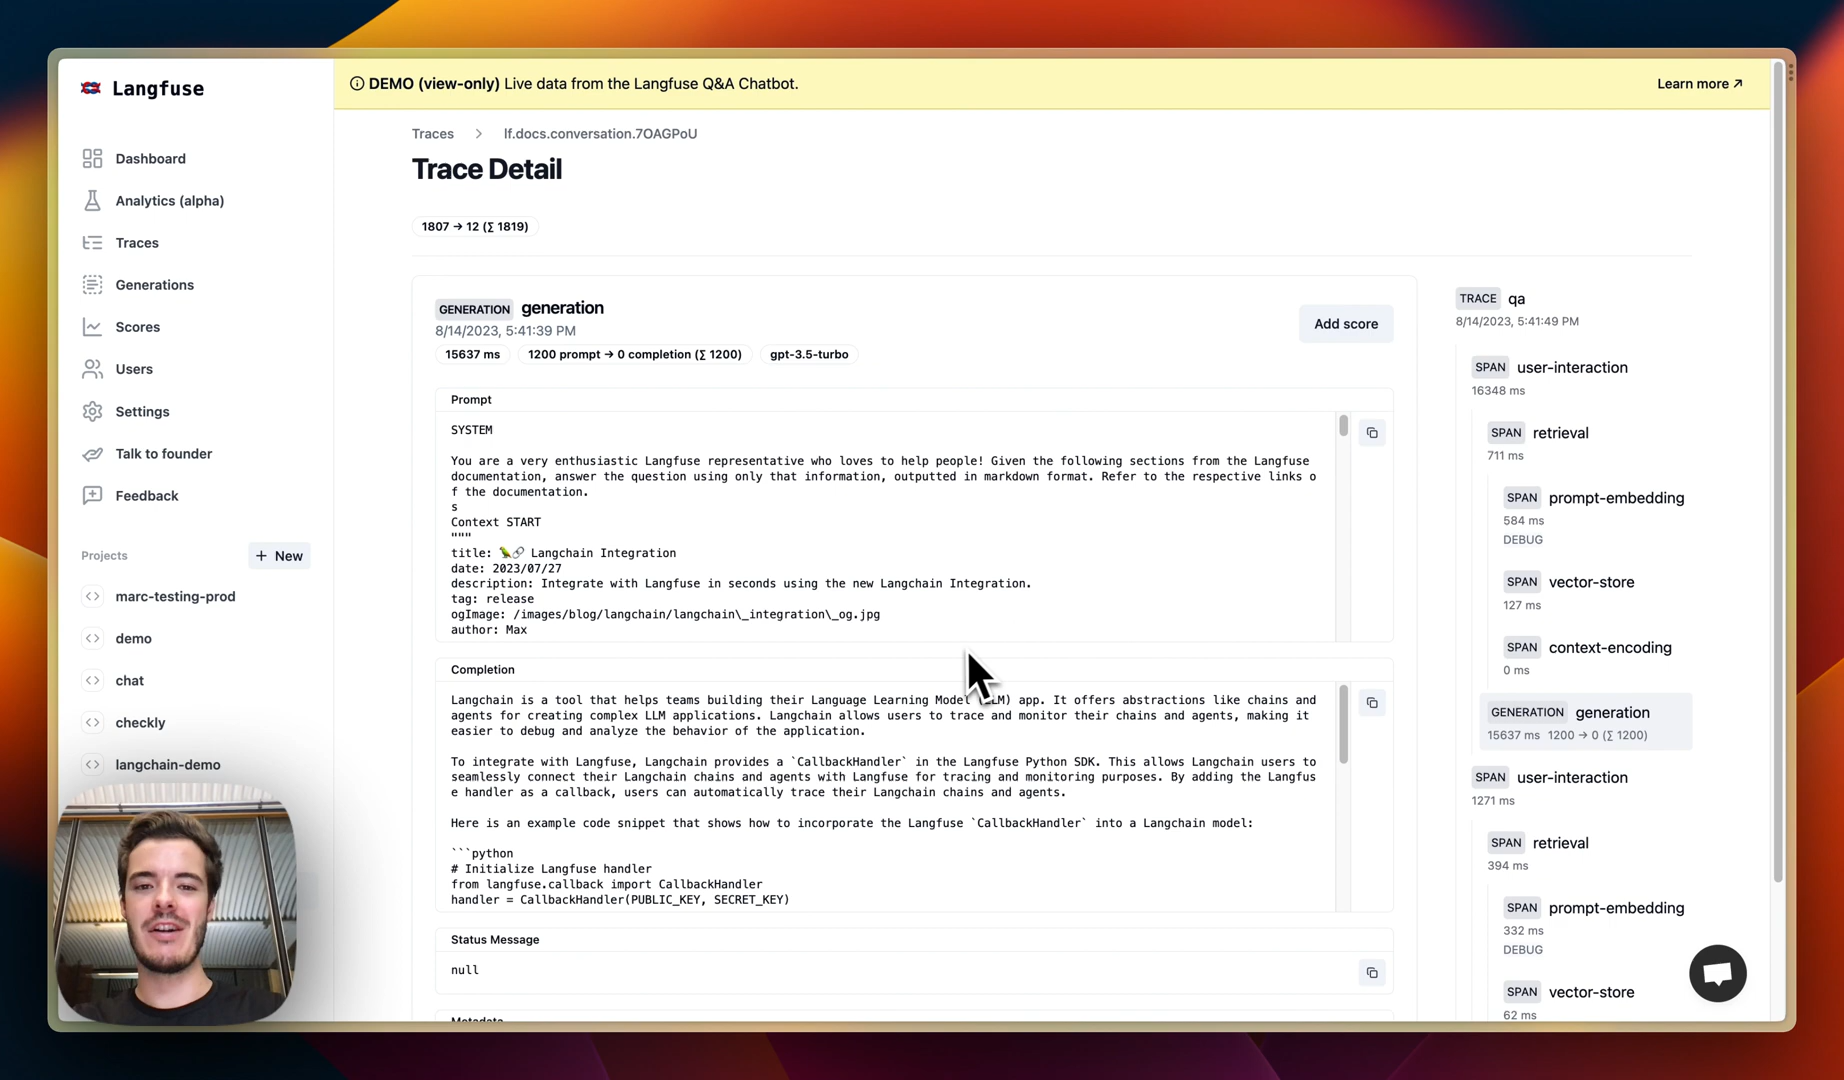 Langfuse
DEMO (view-only) Live data from the Langfuse Q&A Chatbot.
Learn more ↗
Dashboard
Analytics (alpha)
Traces
Generations
Scores
Users
Settings
Talk to founder
Feedback
Projects
+ New
marc-testing-prod
demo
chat
checkly
langchain-demo
Traces > lf.docs.conversation.7OAGPoU
Trace Detail
1807 → 12 (∑ 1819)
GENERATION generation
8/14/2023, 5:41:39 PM
15637 ms 1200 prompt → 0 completion (∑ 1200) gpt-3.5-turbo
Add score
Prompt
SYSTEM
You are a very enthusiastic Langfuse representative who loves to help people! Given the following sections from the Langfuse
documentation, answer the question using only that information, outputted in markdown format. Refer to the respective links o
f the documentation.
s
Context START
"""
title: 🦜🔗 Langchain Integration
date: 2023/07/27
description: Integrate with Langfuse in seconds using the new Langchain Integration.
tag: release
ogImage: /images/blog/langchain/langchain\_integration\_og.jpg
author: Max
Completion
Langchain is a tool that helps teams building their Language Learning Model (LLM) app. It offers abstractions like chains and
agents for creating complex LLM applications. Langchain allows users to trace and monitor their chains and agents, making it
easier to debug and analyze the behavior of the application.
To integrate with Langfuse, Langchain provides a `CallbackHandler` in the Langfuse Python SDK. This allows Langchain users to
seamlessly connect their Langchain chains and agents with Langfuse for tracing and monitoring purposes. By adding the Langfus
e handler as a callback, users can automatically trace their Langchain chains and agents.
Here is an example code snippet that shows how to incorporate the Langfuse `CallbackHandler` into a Langchain model:
```python
# Initialize Langfuse handler
from langfuse.callback import CallbackHandler
handler = CallbackHandler(PUBLIC_KEY, SECRET_KEY)
Status Message
null
Metadata
TRACE qa
8/14/2023, 5:41:49 PM
SPAN user-interaction
16348 ms
SPAN retrieval
711 ms
SPAN prompt-embedding
584 ms
DEBUG
SPAN vector-store
127 ms
SPAN context-encoding
0 ms
GENERATION generation
15637 ms 1200 → 0 (∑ 1200)
SPAN user-interaction
1271 ms
SPAN retrieval
394 ms
SPAN prompt-embedding
332 ms
DEBUG
SPAN vector-store
62 ms